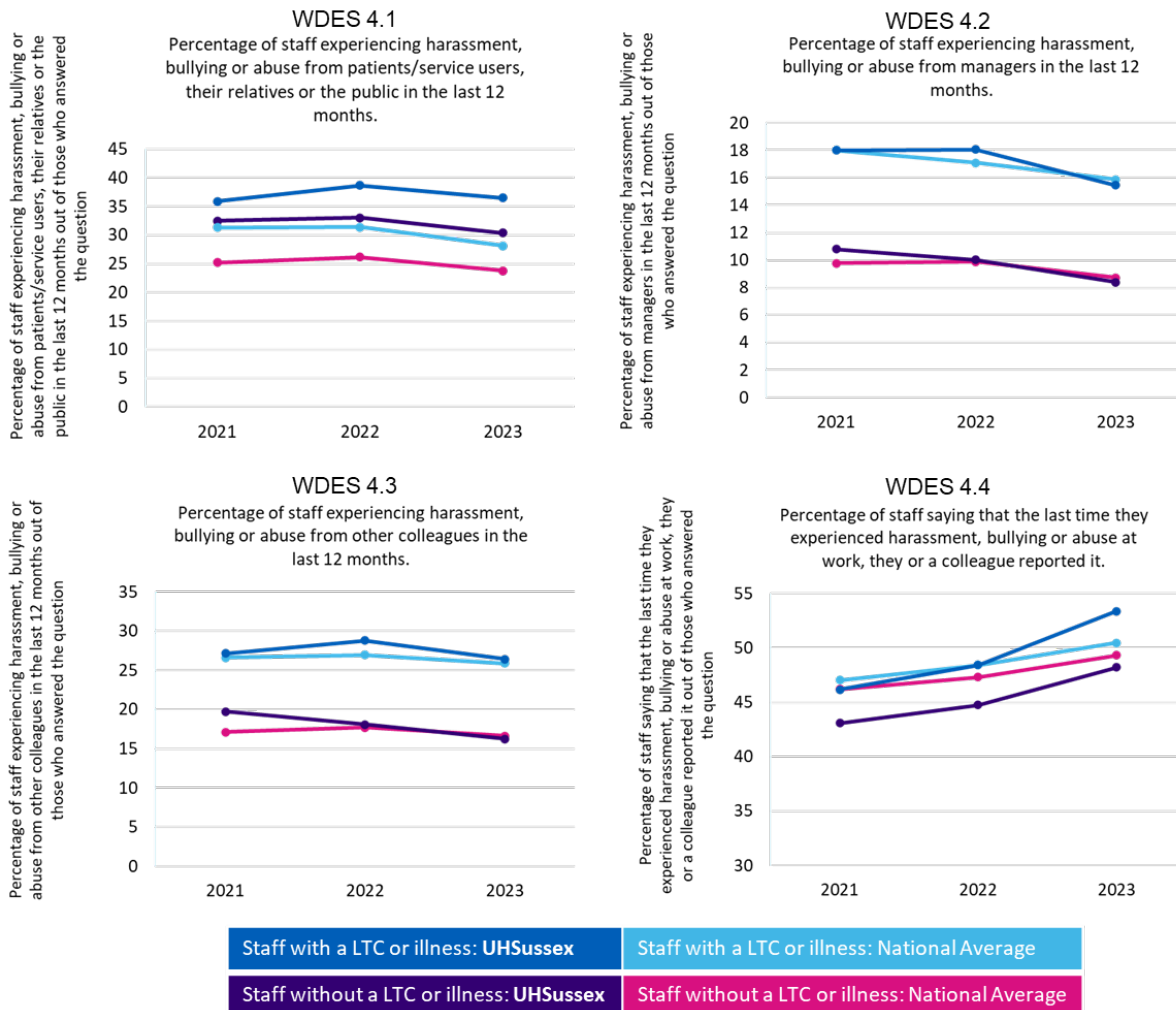 WDES 4.1
Percentage of staff experiencing harassment,
bullying or abuse from patients/service users,
their relatives or the public in the last 12
months.
Percentage of staff experiencing harassment, bullying or
abuse from patients/service users, their relatives or the
public in the last 12 months out of those who answered
the question
45
40
35
30
25
20
15
10
5
0
2021 2022 2023
WDES 4.2
Percentage of staff experiencing harassment,
bullying or abuse from managers in the last 12
months.
Percentage of staff experiencing harassment, bullying or
abuse from managers in the last 12 months out of those
who answered the question
20
18
16
14
12
10
8
6
4
2
0
2021 2022 2023
WDES 4.3
Percentage of staff experiencing harassment,
bullying or abuse from other colleagues in the
last 12 months.
Percentage of staff experiencing harassment, bullying or
abuse from other colleagues in the last 12 months out of
those who answered the question
35
30
25
20
15
10
5
0
2021 2022 2023
WDES 4.4
Percentage of staff saying that the last time they
experienced harassment, bullying or abuse at
work, they or a colleague reported it.
Percentage of staff saying that the last time they
experienced harassment, bullying or abuse at work, they
or a colleague reported it out of those who answered
the question
55
50
45
40
35
30
2021 2022 2023
Staff with a LTC or illness: UHSussex
Staff with a LTC or illness: National Average
Staff without a LTC or illness: UHSussex
Staff without a LTC or illness: National Average